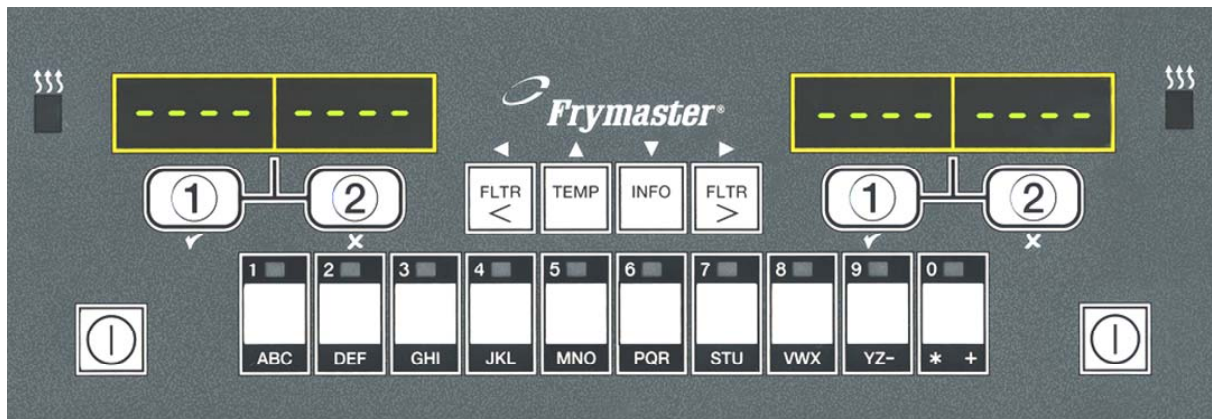 ---- ----
Frymaster®
---- ----
1 2
FLTR < TEMP INFO FLTR >
1 2
1 2 3 4 5 6 7 8 9 0
ABC DEF GHI JKL MNO PQR STU VWX YZ- * +